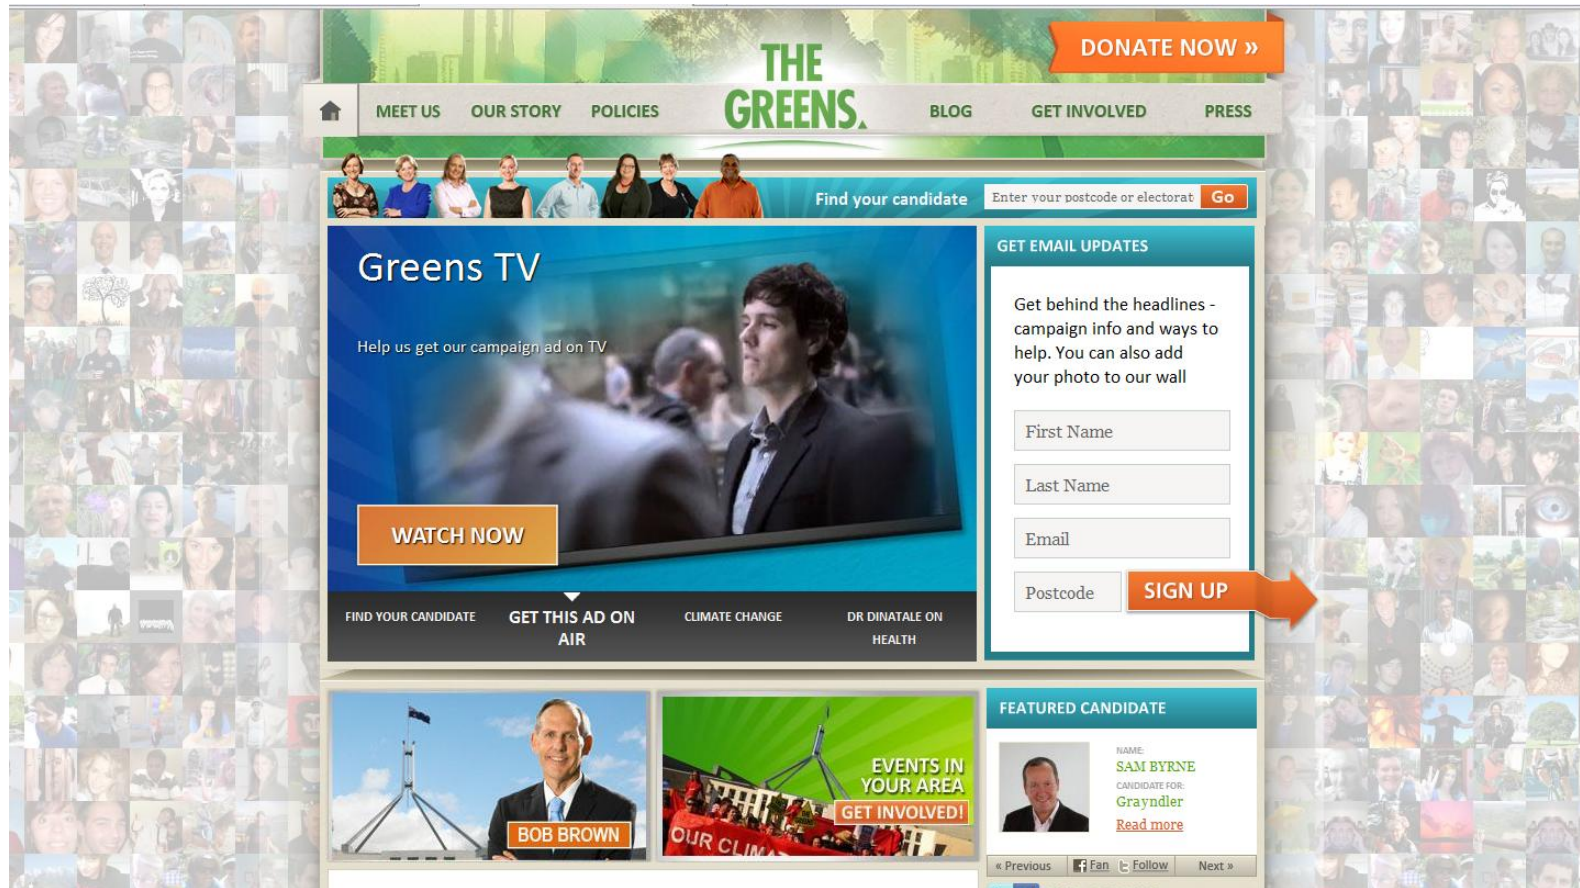 DONATE NOW »
THE
GREENS.
MEET US
OUR STORY
POLICIES
BLOG
GET INVOLVED
PRESS
Find your candidate
Enter your postcode or electorat
Go
Greens TV
Help us get our campaign ad on TV
WATCH NOW
FIND YOUR CANDIDATE
GET THIS AD ON
AIR
CLIMATE CHANGE
DR DINATALE ON
HEALTH
GET EMAIL UPDATES
Get behind the headlines -
campaign info and ways to
help. You can also add
your photo to our wall
First Name
Last Name
Email
Postcode
SIGN UP
BOB BROWN
EVENTS IN
YOUR AREA
GET INVOLVED!
OUR CLIMA
FEATURED CANDIDATE
NAME:
SAM BYRNE
CANDIDATE FOR:
Grayndler
Read more
« Previous
Fan
Follow
Next »